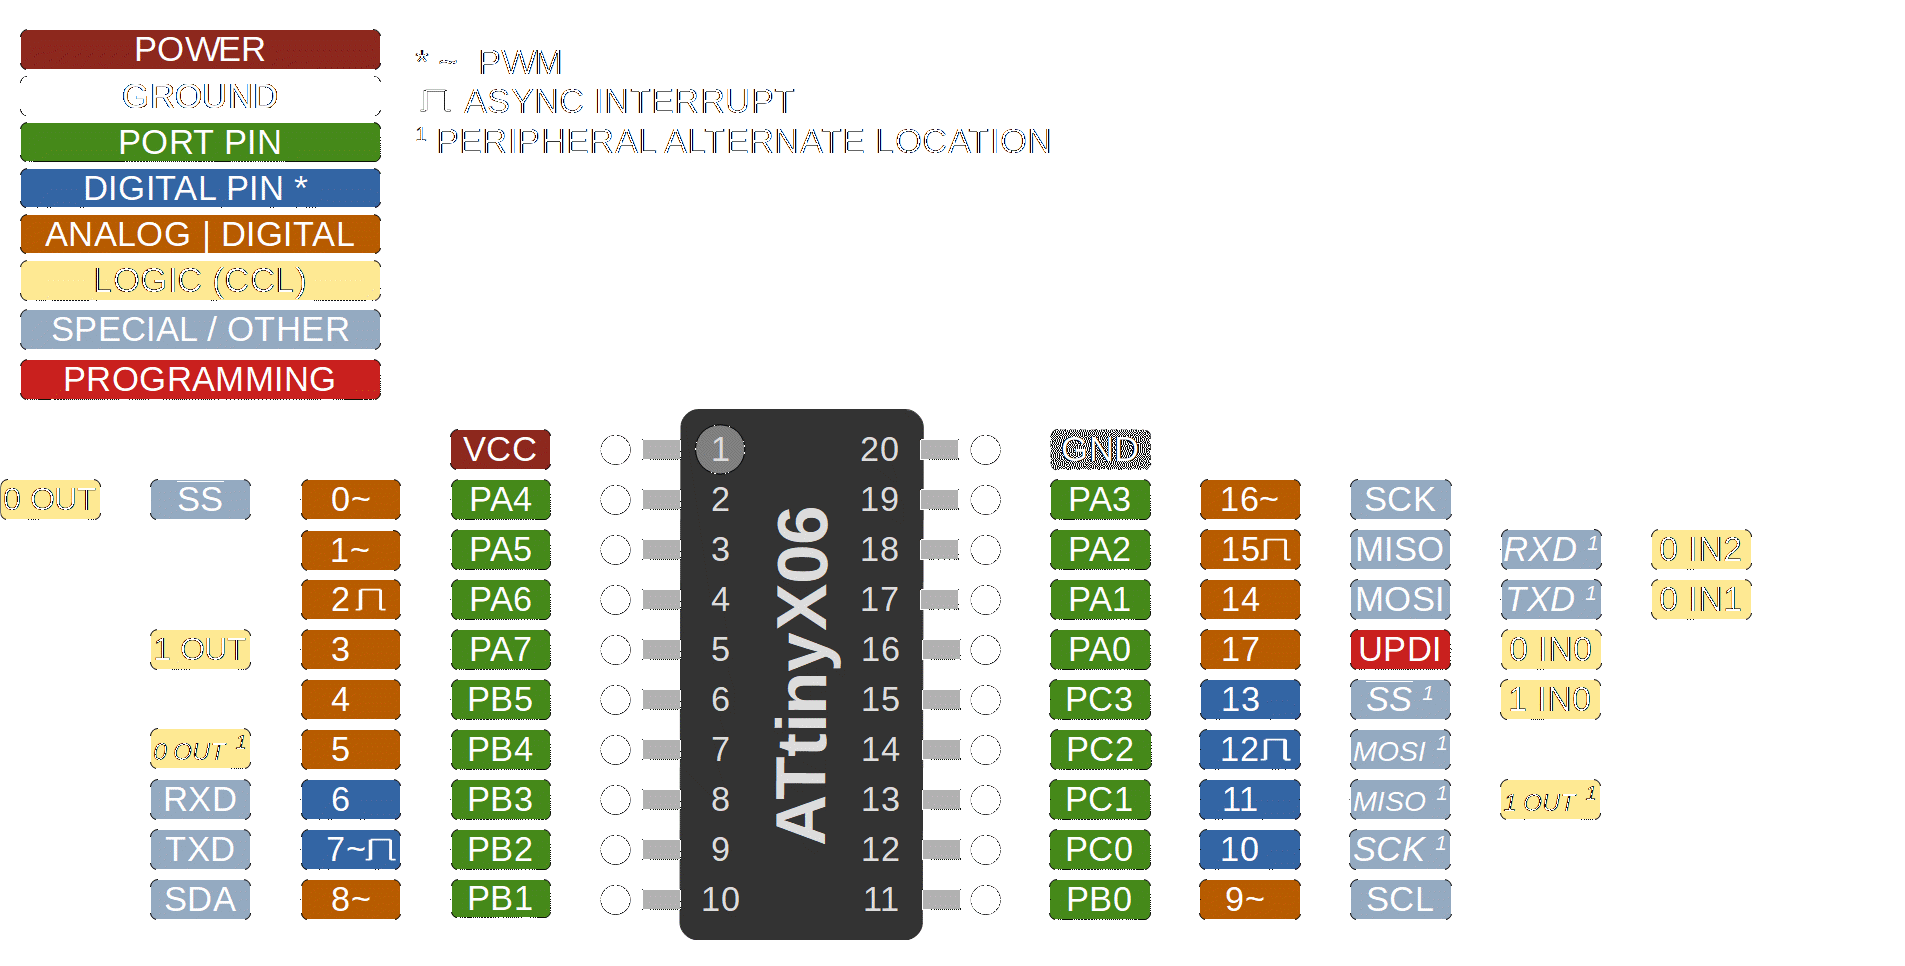 POWER
GROUND
PORT PIN
DIGITAL PIN *
ANALOG | DIGITAL
LOGIC (CCL)
SPECIAL / OTHER
PROGRAMMING
* ~ PWM
ASYNC INTERRUPT
¹ PERIPHERAL ALTERNATE LOCATION
VCC 1 20 GND
0 OUT SS 0~ PA4 2 19 PA3 16~ SCK
1~ PA5 3 18 PA2 15 MISO RXD ¹ 0 IN2
2 PA6 4 17 PA1 14 MOSI TXD ¹ 0 IN1
1 OUT 3 PA7 5 16 PA0 17 UPDI 0 IN0
4 PB5 6 15 PC3 13 SS ¹ 1 IN0
0 OUT ¹ 5 PB4 7 14 PC2 12 MOSI ¹
RXD 6 PB3 8 13 PC1 11 MISO ¹ 1 OUT ¹
TXD 7~ PB2 9 12 PC0 10 SCK ¹
SDA 8~ PB1 10 11 PB0 9~ SCL
ATtinyX06